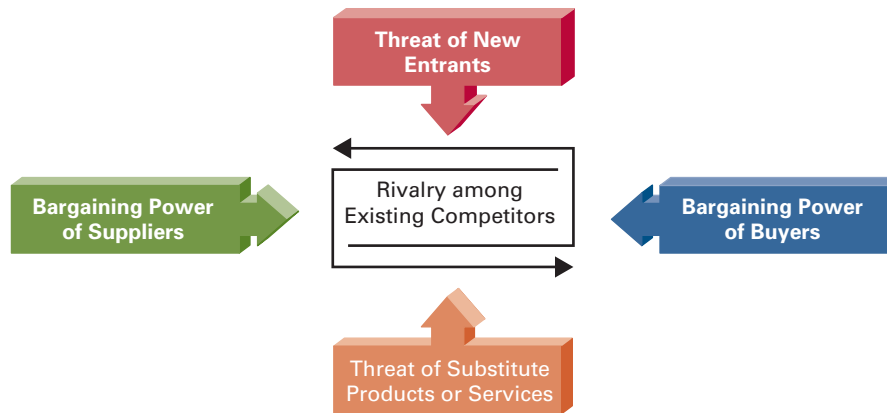 Threat of New
Entrants
Rivalry among
Existing Competitors
Bargaining Power
of Suppliers
Bargaining Power
of Buyers
Threat of Substitute
Products or Services